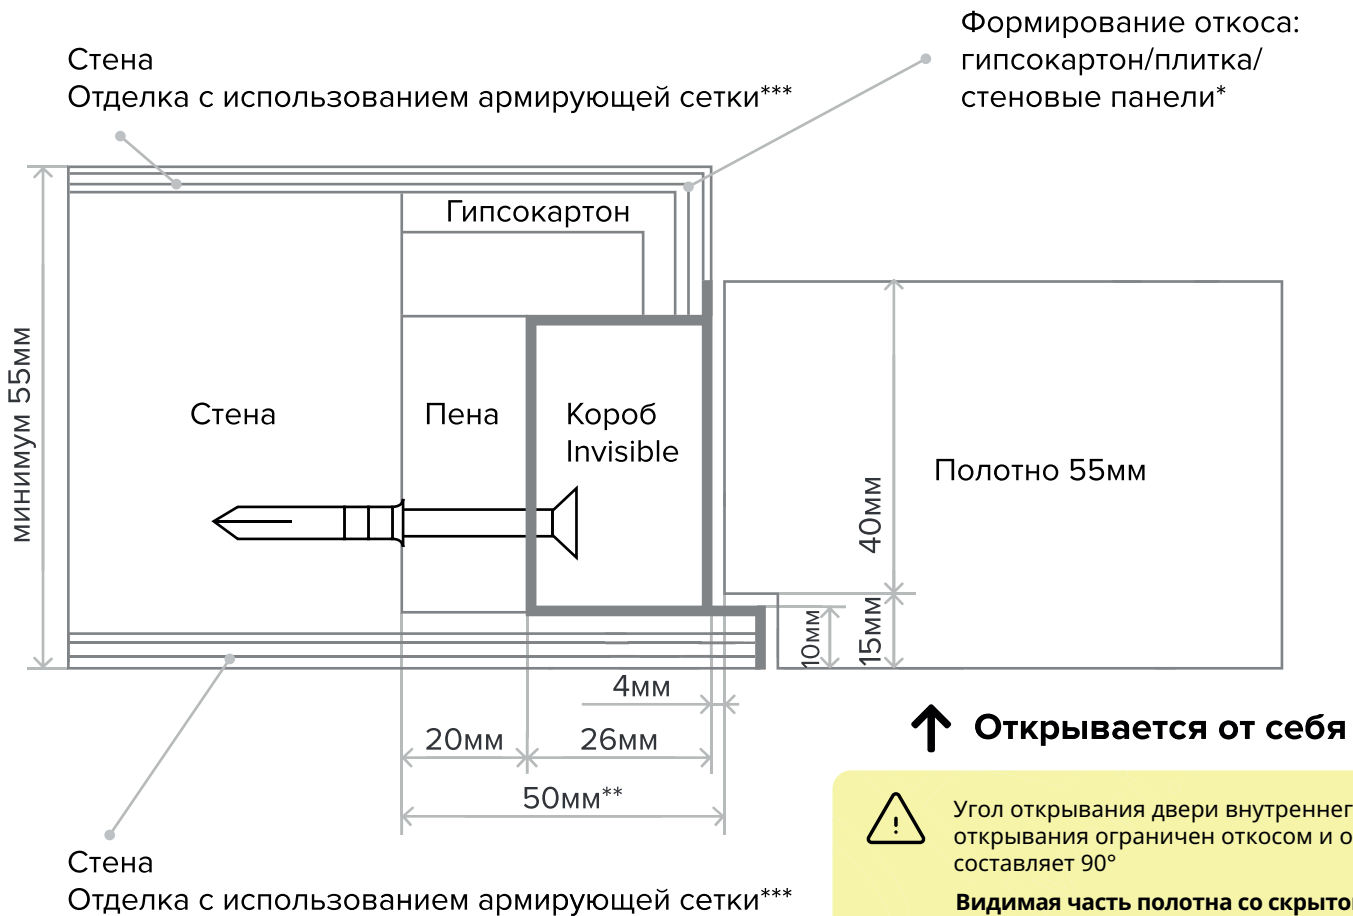 Формирование откоса:
гипсокартон/плитка/
стеновые панели*
Стена
Отделка с использованием армирующей сетки***
Гипсокартон
минимум 55мм
Стена
Пена
Короб
Invisible
Полотно 55мм
40мм
15мм
10мм
4мм
20мм
26мм
50мм**
Открывается от себя
Угол открывания двери внутреннег
открывания ограничен откосом и о
составляет 90°
Видимая часть полотна со скрыто
Стена
Отделка с использованием армирующей сетки***